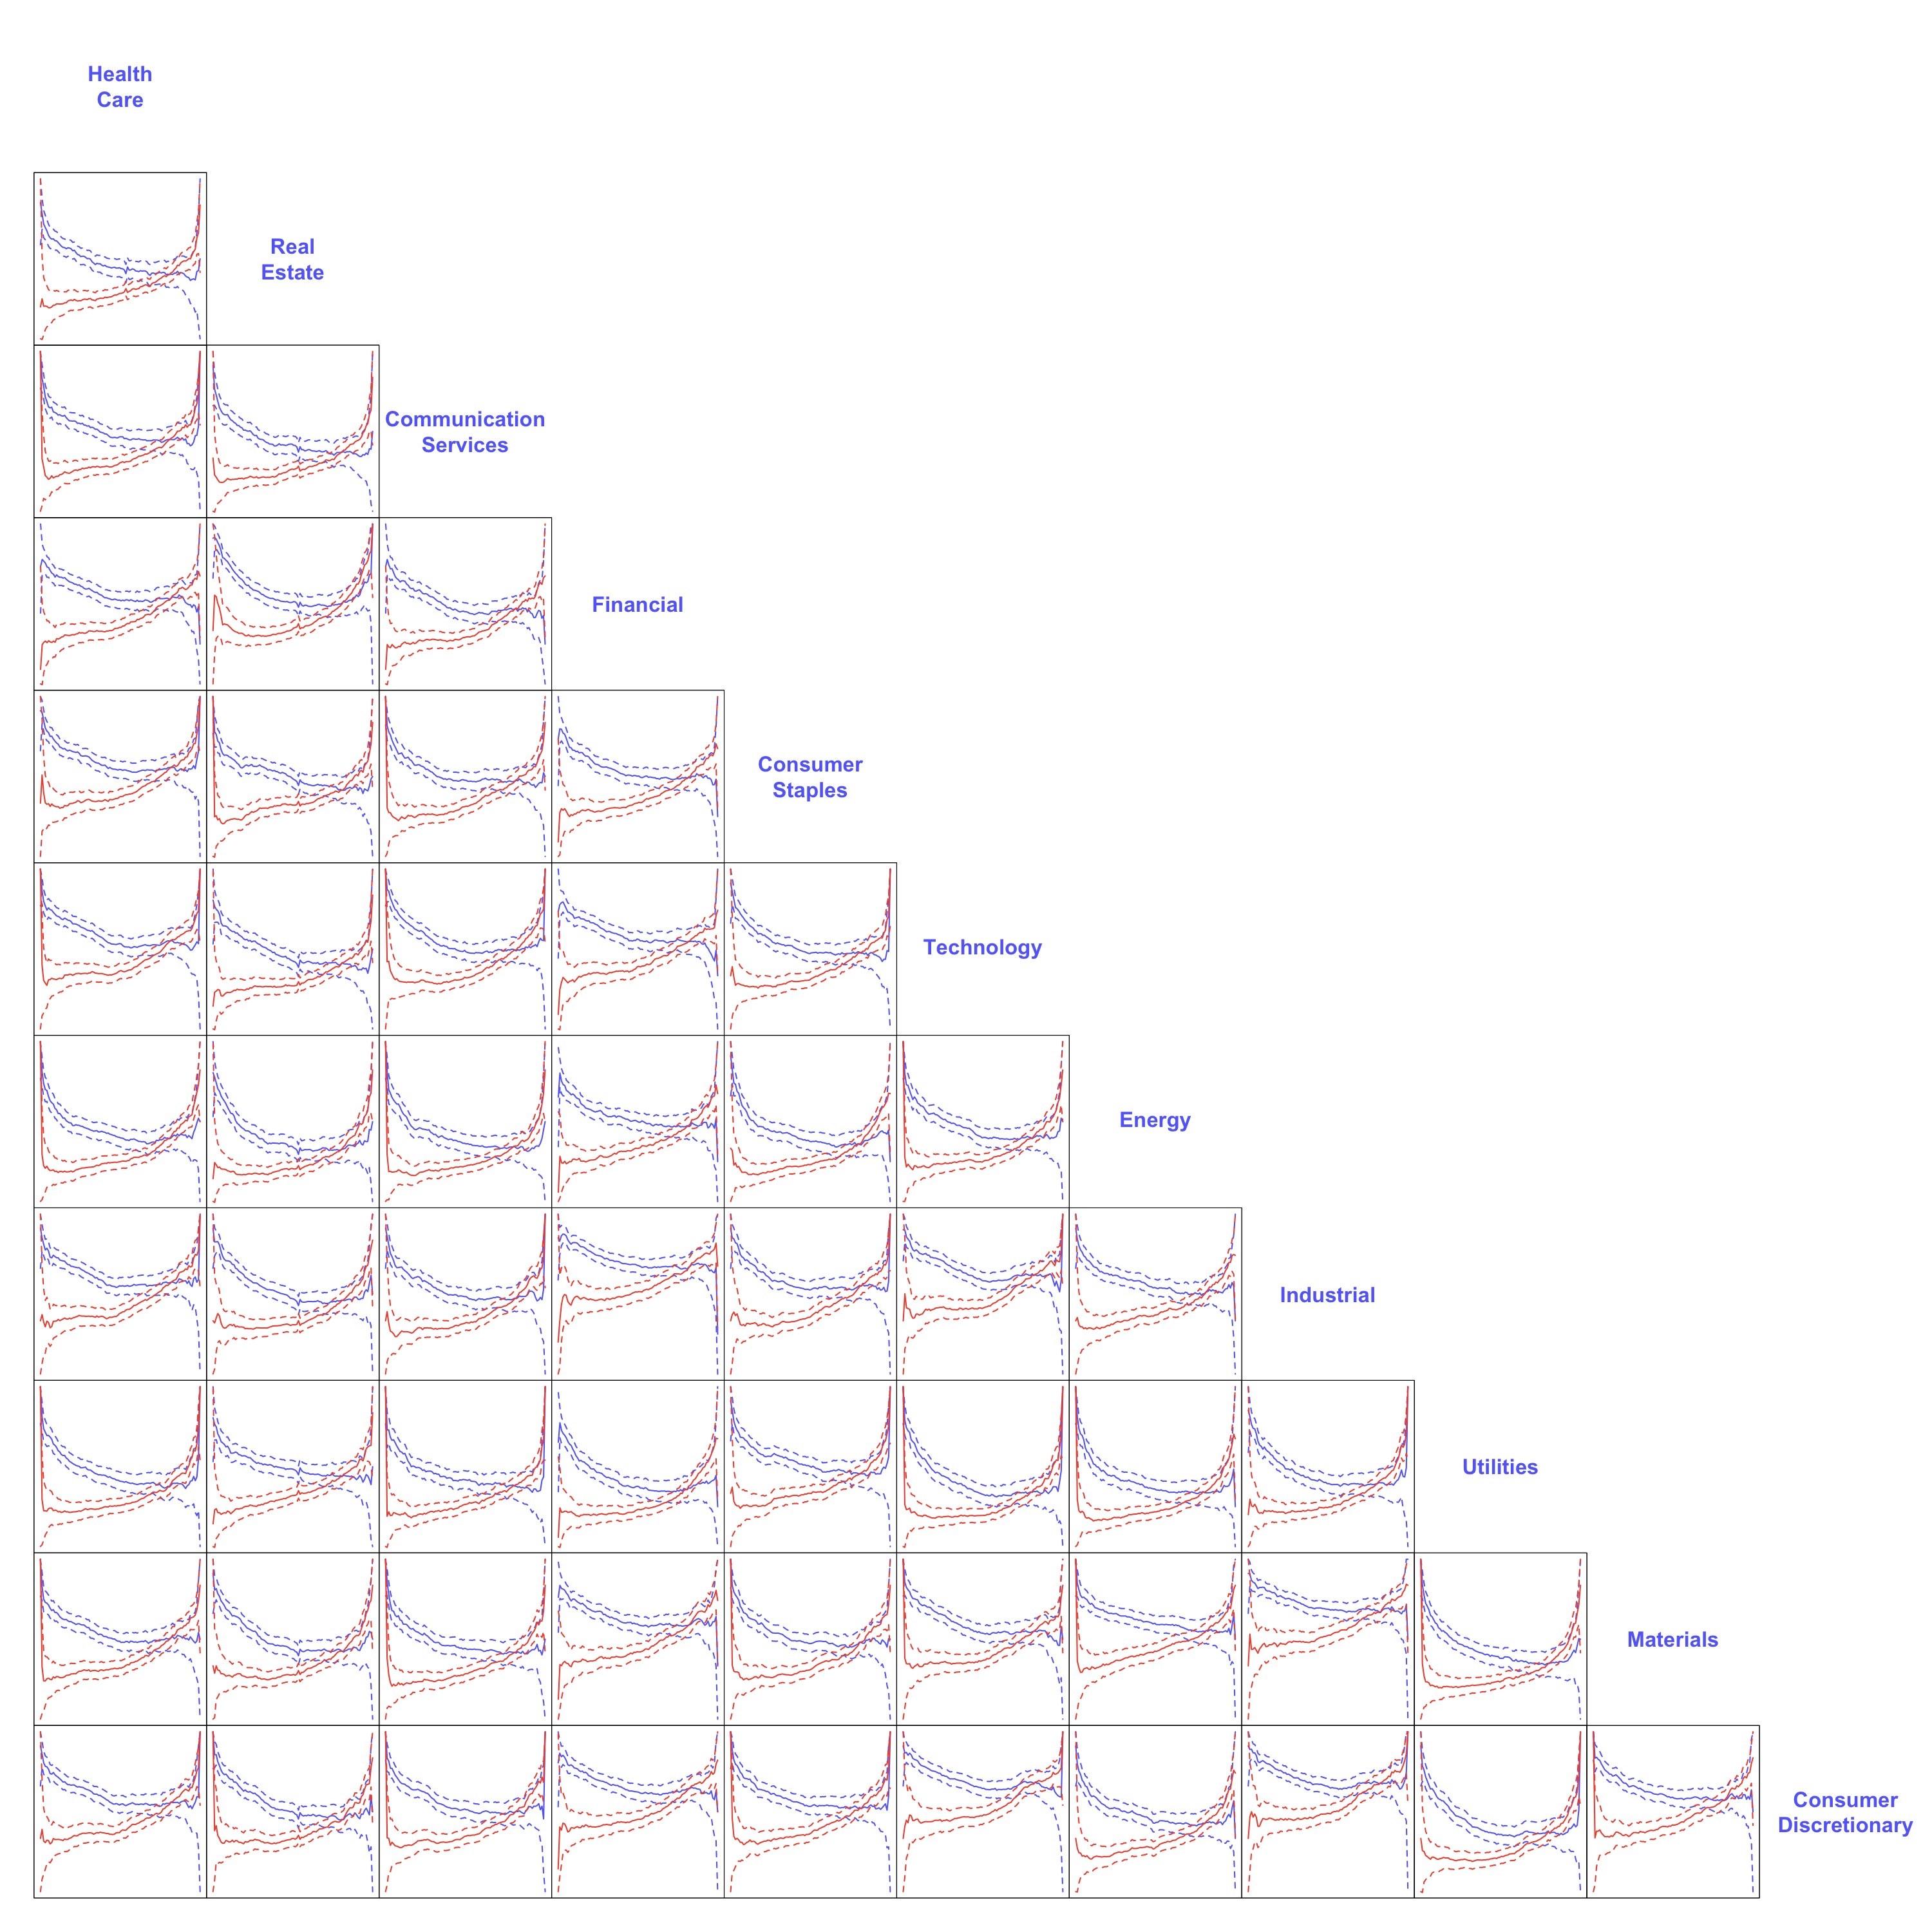 Health
Care
Real
Estate
Communication
Services
Financial
Consumer
Staples
Technology
Energy
Industrial
Utilities
Materials
Consumer
Discretionary